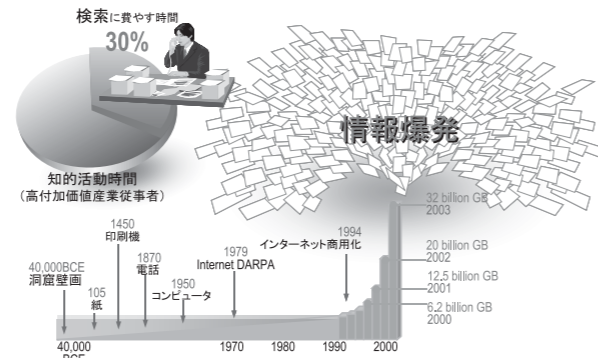 検索に費やす時間
30%
知的活動時間
（高付加価値産業従事者）
情報爆発
32 billion GB
2003
20 billion GB
2002
12.5 billion GB
2001
6.2 billion GB
2000
40,000BCE
洞窟壁画
105
紙
1450
印刷機
1870
電話
1950
コンピュータ
1979
Internet DARPA
1994
インターネット商用化
40,000
BCE
1970
1980
1990
2000